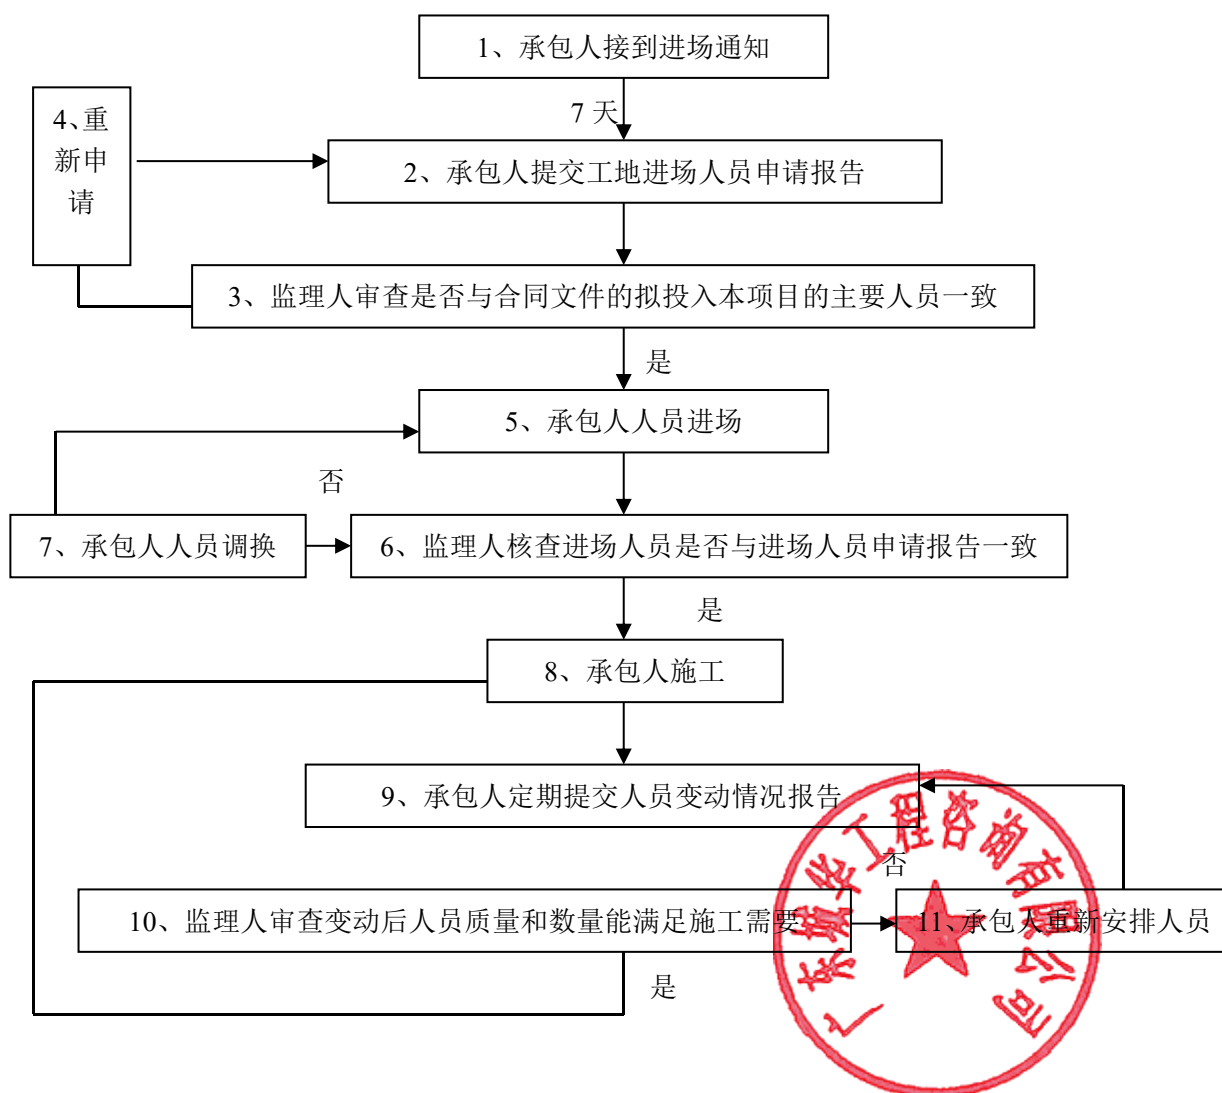 1、承包人接到进场通知
7 天
4、重
新申
请
2、承包人提交工地进场人员申请报告
3、监理人审查是否与合同文件的拟投入本项目的主要人员一致
是
5、承包人人员进场
否
7、承包人人员调换
6、监理人核查进场人员是否与进场人员申请报告一致
是
8、承包人施工
9、承包人定期提交人员变动情况报告
否
10、监理人审查变动后人员质量和数量能满足施工需要
11、承包人重新安排人员
是
广东
华工程咨询有限公司